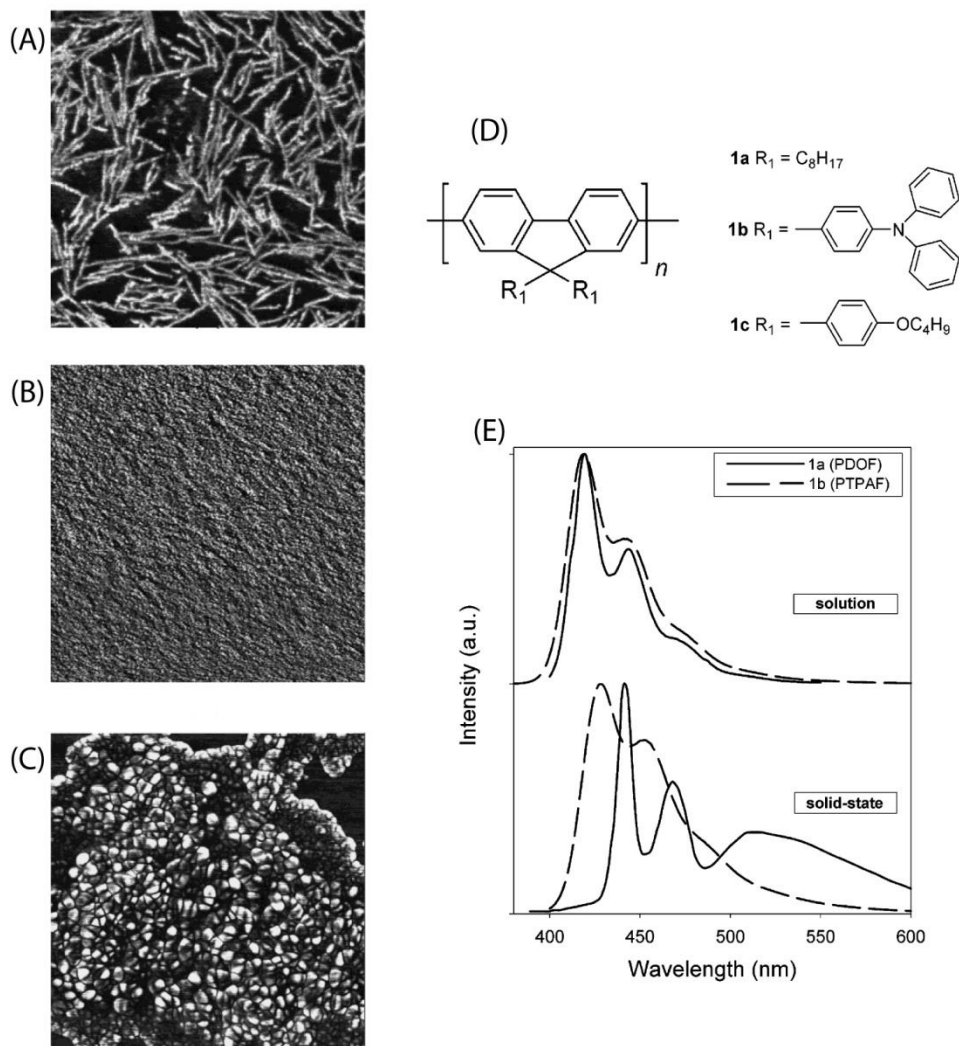 (A)
(B)
(C)
(D)
R₁ R₁
n
1a R₁ = C₈H₁₇
1b R₁ =
N
1c R₁ =
OC₄H₉
(E)
1a (PDOF)
1b (PTPAF)
solution
solid-state
Intensity (a.u.)
400 450 500 550 600
Wavelength (nm)